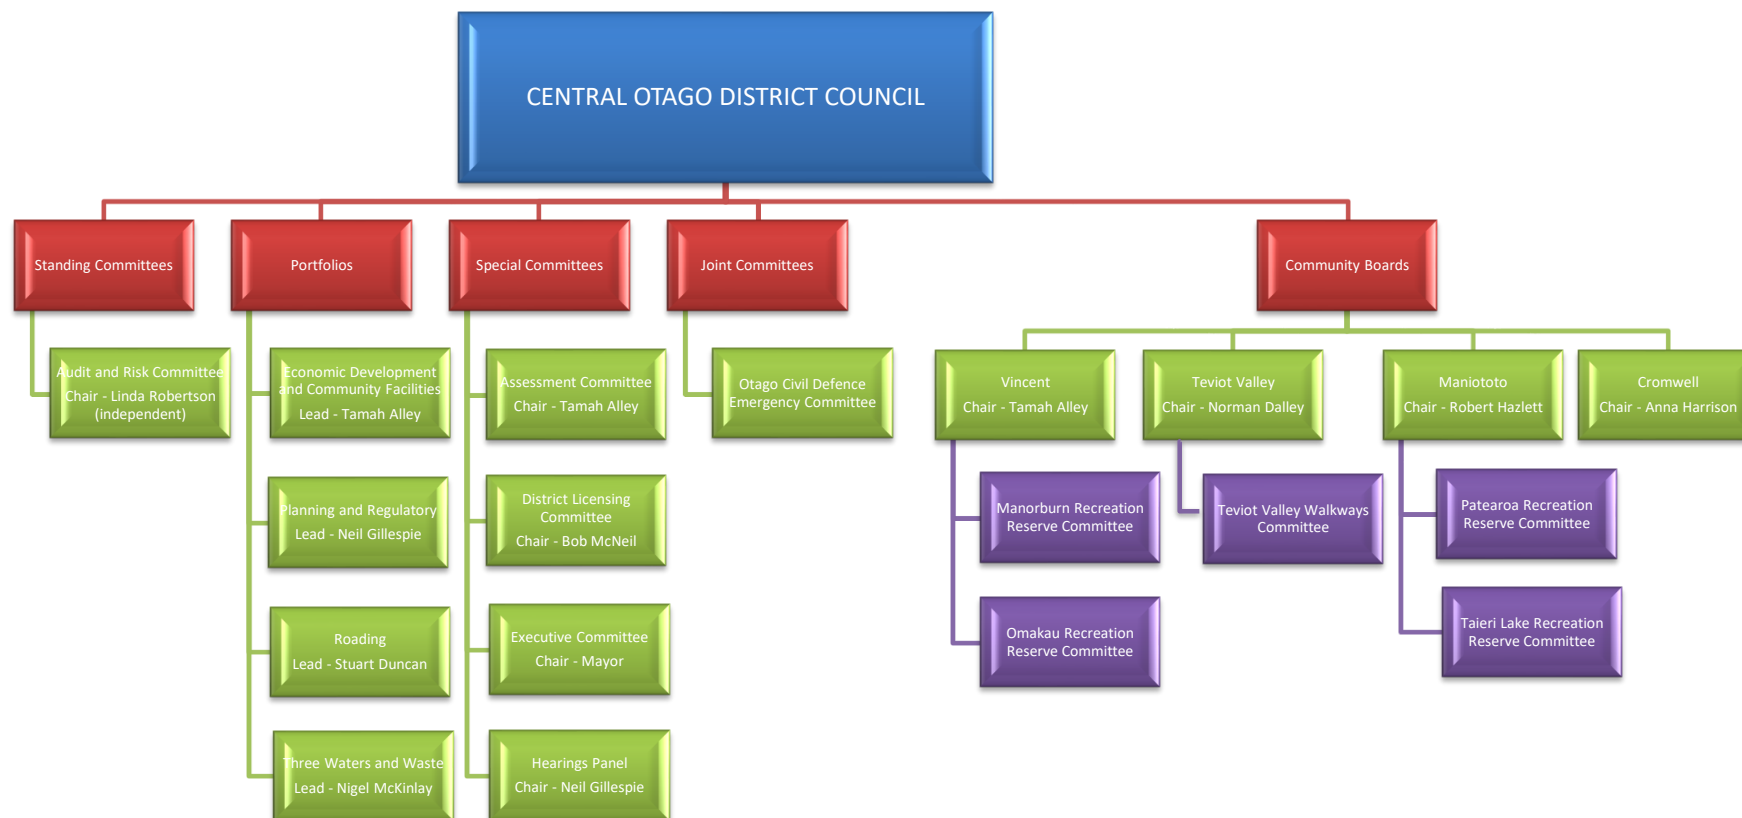 CENTRAL OTAGO DISTRICT COUNCIL
Standing Committees
Portfolios
Special Committees
Joint Committees
Community Boards
Audit and Risk Committee
Chair - Linda Robertson
(independent)
Economic Development
and Community Facilities
Lead - Tamah Alley
Planning and Regulatory
Lead - Neil Gillespie
Roading
Lead - Stuart Duncan
Three Waters and Waste
Lead - Nigel McKinlay
Assessment Committee
Chair - Tamah Alley
District Licensing
Committee
Chair - Bob McNeil
Executive Committee
Chair - Mayor
Hearings Panel
Chair - Neil Gillespie
Otago Civil Defence
Emergency Committee
Vincent
Chair - Tamah Alley
Manorburn Recreation
Reserve Committee
Omakau Recreation
Reserve Committee
Teviot Valley
Chair - Norman Dalley
Teviot Valley Walkways
Committee
Maniototo
Chair - Robert Hazlett
Patearoa Recreation
Reserve Committee
Taieri Lake Recreation
Reserve Committee
Cromwell
Chair - Anna Harrison